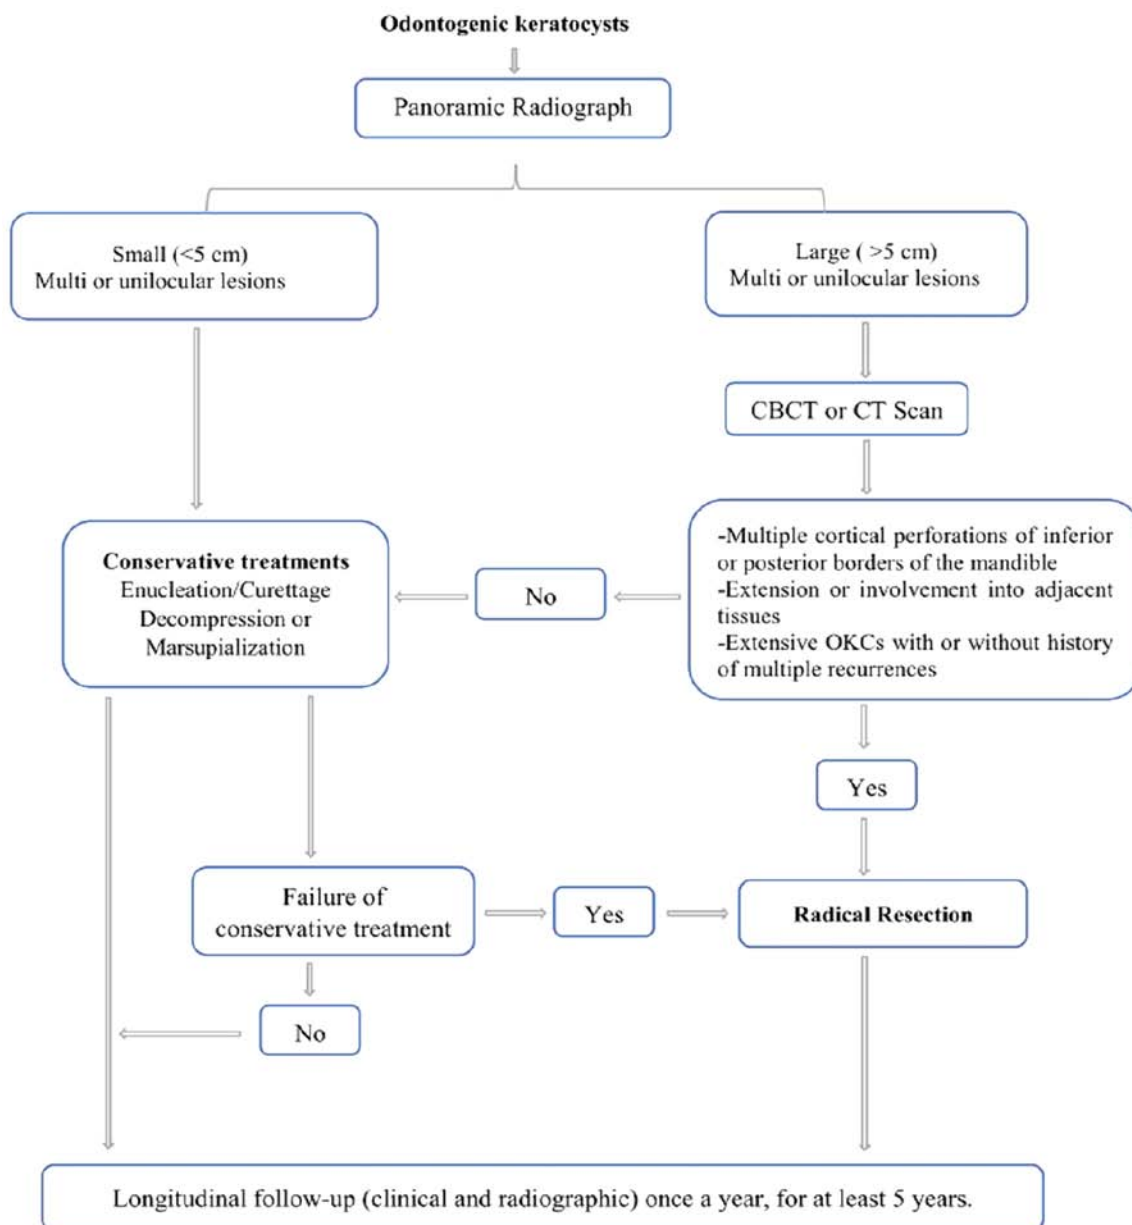 Odontogenic keratocysts
Panoramic Radiograph
Small (<5 cm)
Multi or unilocular lesions
Large ( >5 cm)
Multi or unilocular lesions
CBCT or CT Scan
-Multiple cortical perforations of inferior
or posterior borders of the mandible
-Extension or involvement into adjacent
tissues
-Extensive OKCs with or without history
of multiple recurrences
No
Conservative treatments
Enucleation/Curettage
Decompression or
Marsupialization
Yes
Failure of
conservative treatment
Yes
Radical Resection
No
Longitudinal follow-up (clinical and radiographic) once a year, for at least 5 years.